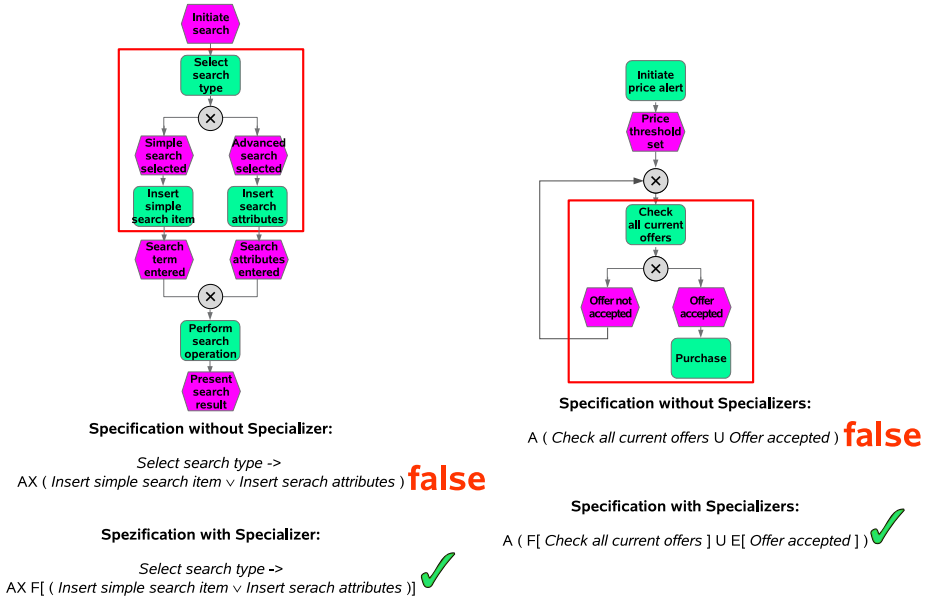 Initiate
search
Select
search
type
Simple
search
selected
Advanced
search
selected
Insert
simple
search item
Insert
search
attributes
Search
term
entered
Search
attributes
entered
Perform
search
operation
Present
search
result
Specification without Specializer:
Select search type ->
AX ( Insert simple search item ∨ Insert serach attributes ) false
Spezification with Specializer:
Select search type ->
AX F[ ( Insert simple search item ∨ Insert serach attributes )]
Initiate
price alert
Price
threshold
set
Check
all current
offers
Offer not
accepted
Offer
accepted
Purchase
Specification without Specializers:
A ( Check all current offers U Offer accepted ) false
Specification with Specializers:
A ( F[ Check all current offers ] U E[ Offer accepted ] )